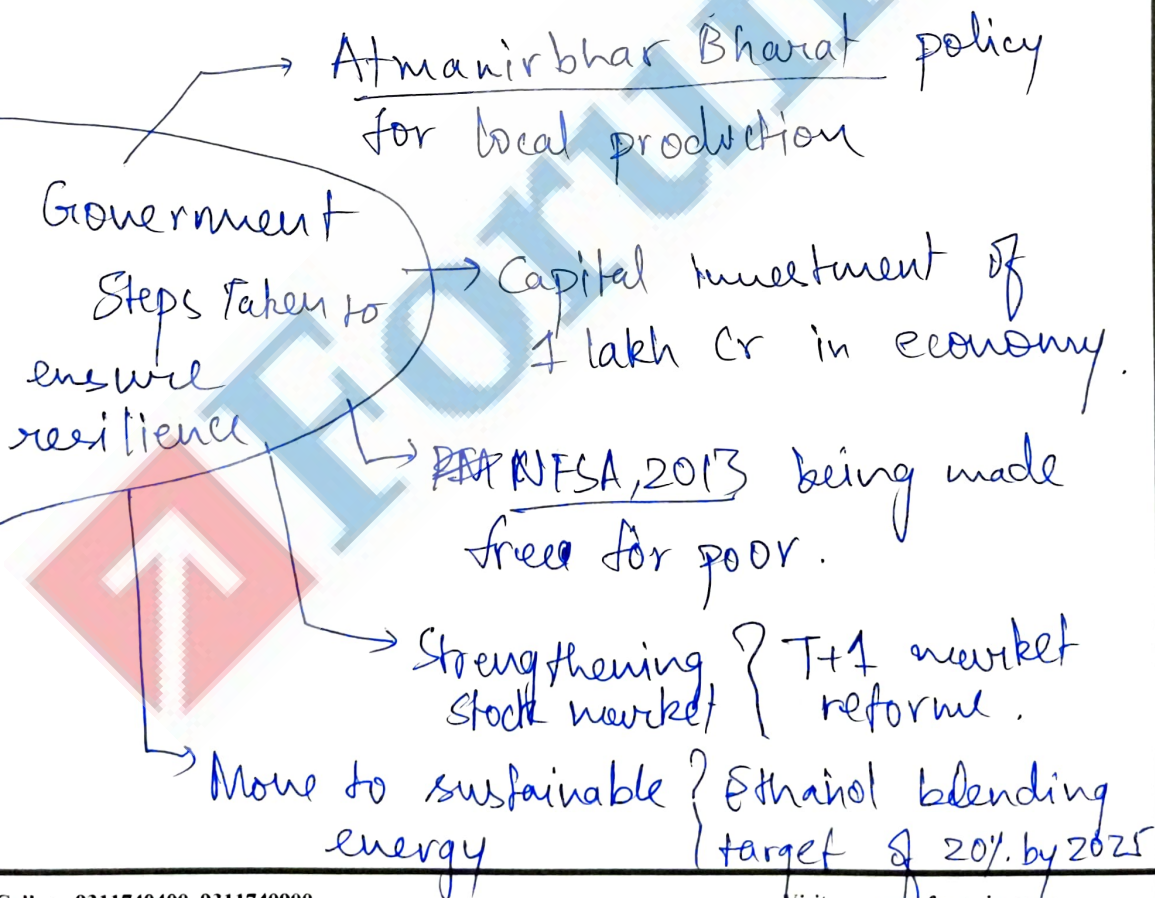 Atmanirbhar Bharat policy
for local production
Government
Steps Taken to
ensure
resilience
Capital Investment of
1 lakh Cr in economy.
NFSA, 2013 being made
free for poor.
Strengthening
stock market
T+1 market
reforms.
Move to sustainable
energy
Ethanol blending
target of 20%. by 2025
Forum